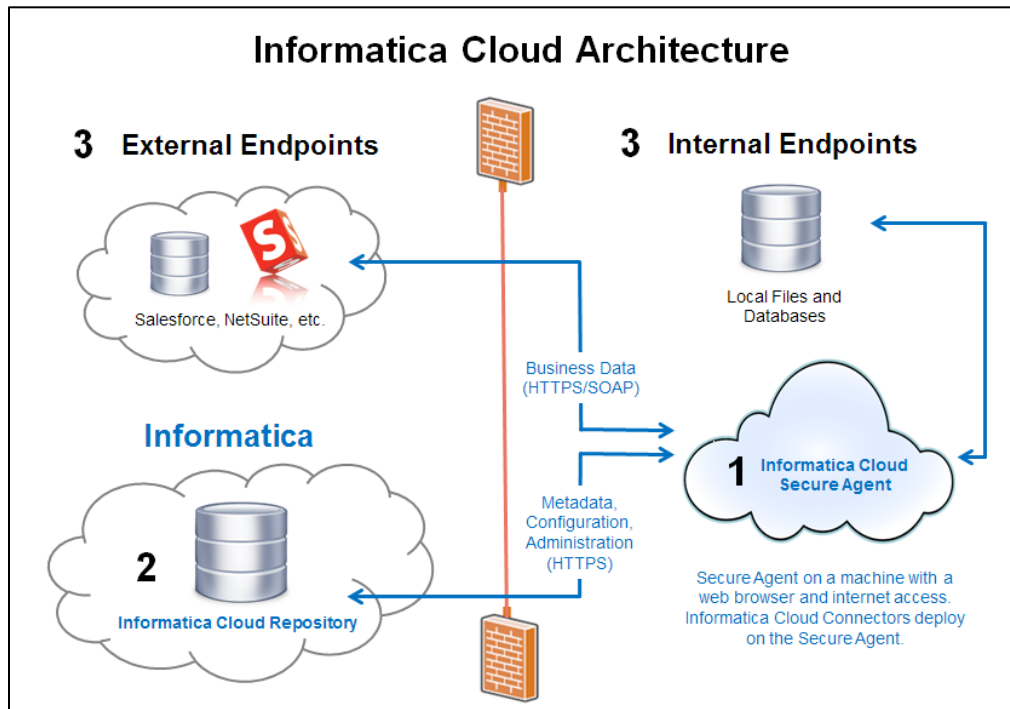 Informatica Cloud Architecture
3 External Endpoints
S
Salesforce, NetSuite, etc.
3 Internal Endpoints
Local Files and
Databases
Business Data
(HTTPS/SOAP)
Informatica
2
Informatica Cloud Repository
Metadata,
Configuration,
Administration
(HTTPS)
1
Informatica Cloud
Secure Agent
Secure Agent on a machine with a
web browser and internet access.
Informatica Cloud Connectors deploy
on the Secure Agent.